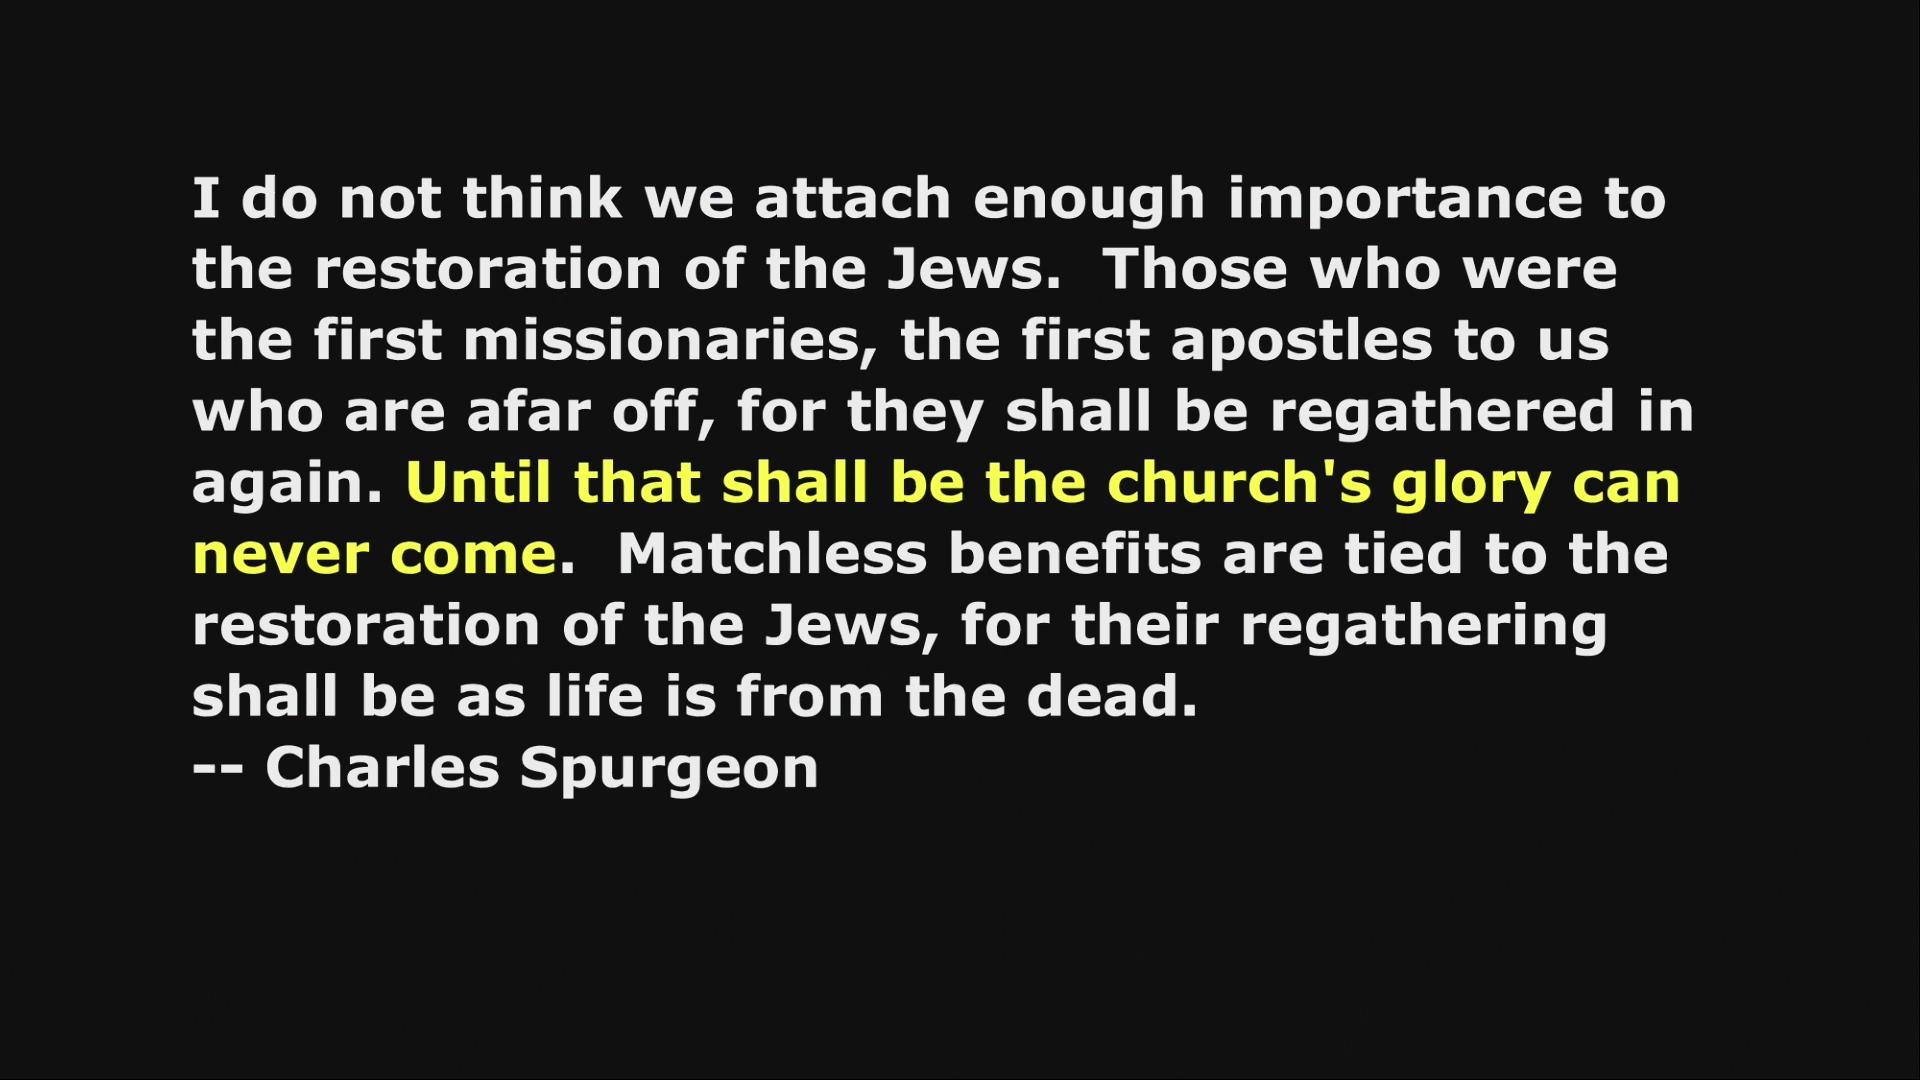 I do not think we attach enough importance to
the restoration of the Jews.  Those who were
the first missionaries, the first apostles to us
who are afar off, for they shall be regathered in
again. Until that shall be the church's glory can
never come.  Matchless benefits are tied to the
restoration of the Jews, for their regathering
shall be as life is from the dead.
-- Charles Spurgeon